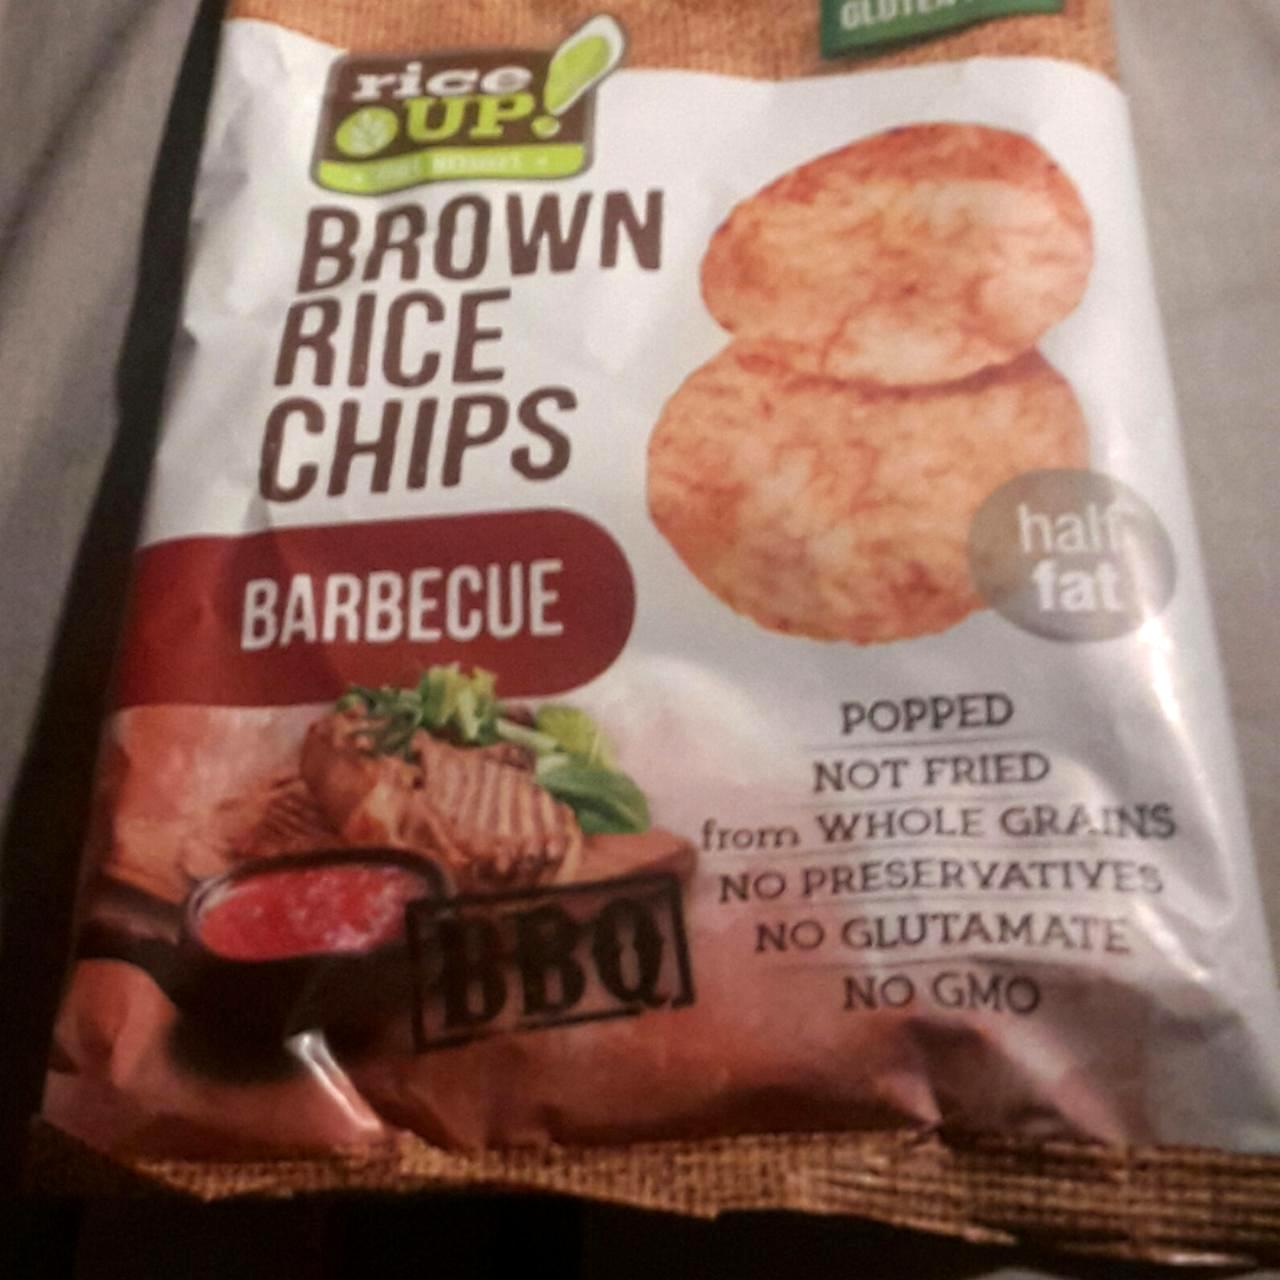 GLUTEN
rice
UP!
BROWN
RICE
CHIPS
half
fat
BARBECUE
POPPED
NOT FRIED
from WHOLE GRAINS
NO PRESERVATIVES
NO GLUTAMATE
NO GMO
BBQ